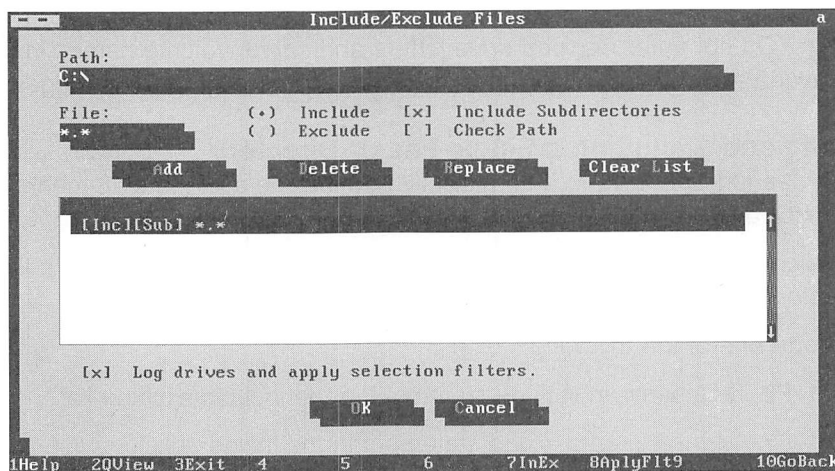 Include/Exclude Files a
Path:
C:\
File: (•) Include [x] Include Subdirectories
*.* ( ) Exclude [ ] Check Path
Add Delete Replace Clear List
[Incl][Sub] *.*
[x] Log drives and apply selection filters.
OK Cancel
1Help 2QView 3Exit 4 5 6 7InEx 8AplyFlt9 10GoBack